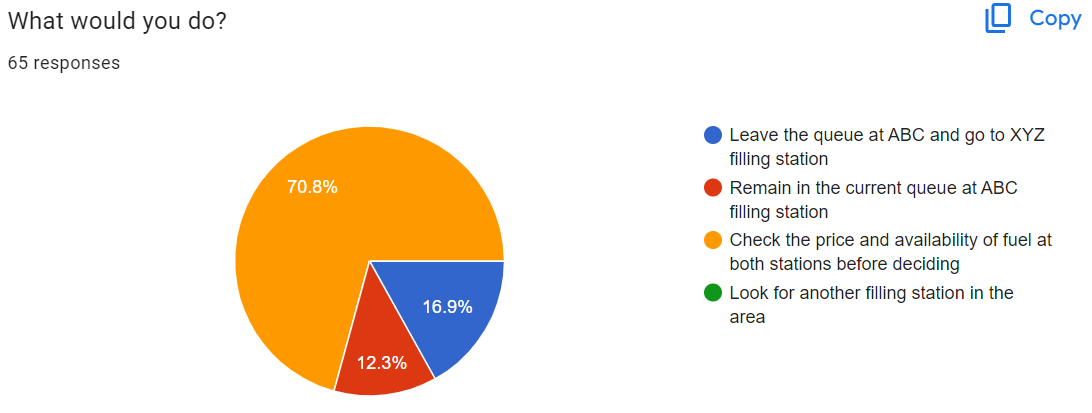 What would you do?
Copy
65 responses
70.8%
16.9%
12.3%
Leave the queue at ABC and go to XYZ
filling station
Remain in the current queue at ABC
filling station
Check the price and availability of fuel at
both stations before deciding
Look for another filling station in the
area